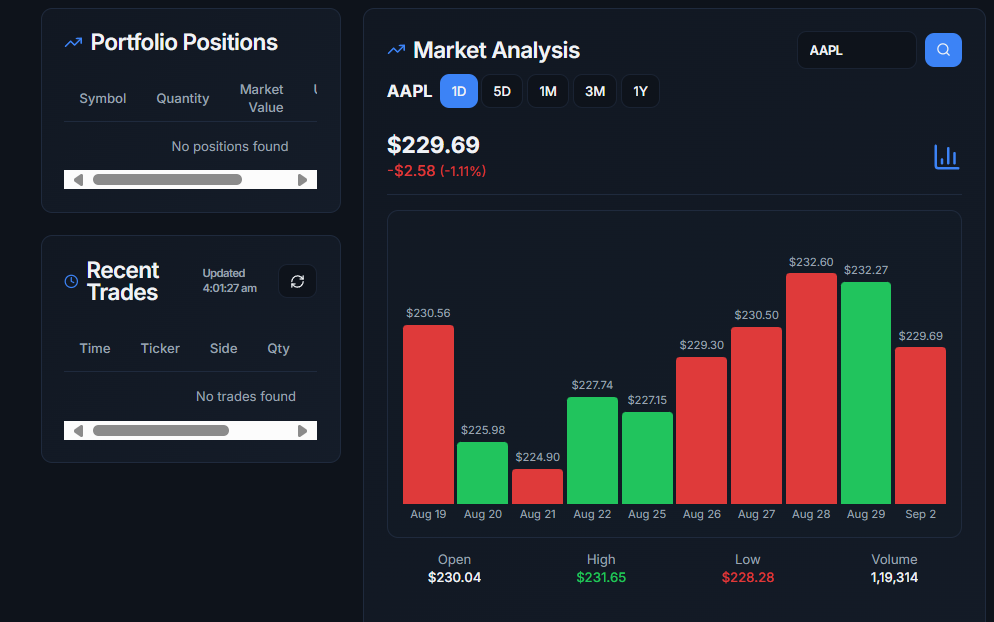 Portfolio Positions
Symbol Quantity Market Value
No positions found
Recent Trades
Updated 4:01:27 am
Time Ticker Side Qty
No trades found
Market Analysis
AAPL
AAPL 1D 5D 1M 3M 1Y
$229.69
-$2.58 (-1.11%)
$230.56 $225.98 $224.90 $227.74 $227.15 $229.30 $230.50 $232.60 $232.27 $229.69
Aug 19 Aug 20 Aug 21 Aug 22 Aug 25 Aug 26 Aug 27 Aug 28 Aug 29 Sep 2
Open High Low Volume
$230.04 $231.65 $228.28 1,19,314